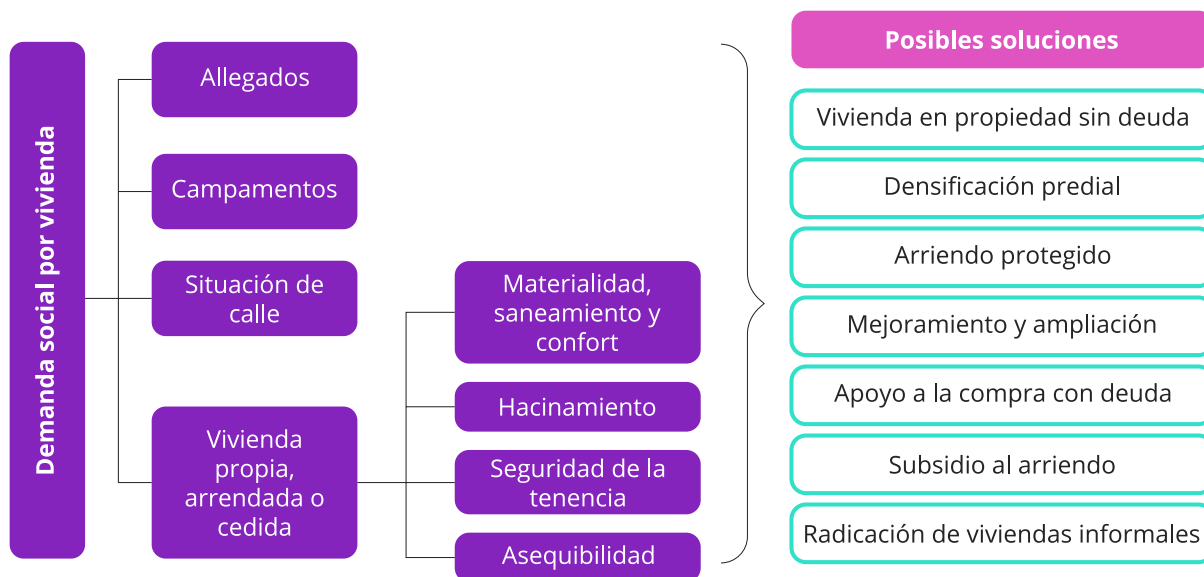 Demanda social por vivienda
Allegados
Campamentos
Situación de
calle
Vivienda
propia,
arrendada o
cedida
Materialidad,
saneamiento y
confort
Hacinamiento
Seguridad de la
tenencia
Asequibilidad
Posibles soluciones
Vivienda en propiedad sin deuda
Densificación predial
Arriendo protegido
Mejoramiento y ampliación
Apoyo a la compra con deuda
Subsidio al arriendo
Radicación de viviendas informales